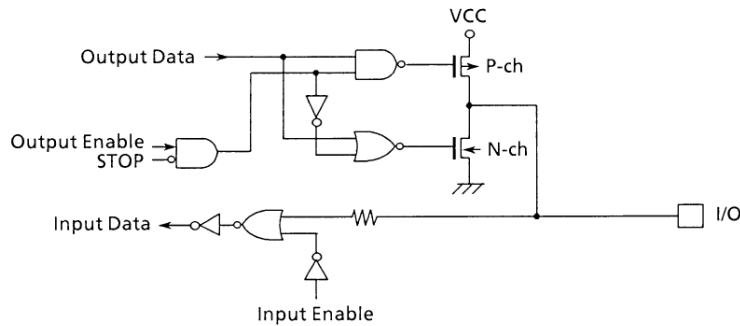 VCC
Output Data
P-ch
Output Enable
STOP
N-ch
Input Data
I/O
Input Enable